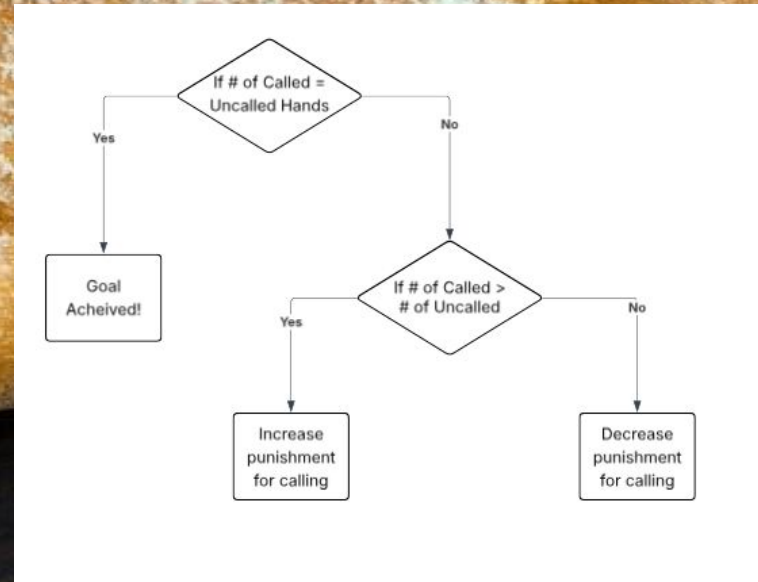 If # of Called =
Uncalled Hands
Yes
No
Goal
Acheived!
If # of Called >
# of Uncalled
Yes
No
Increase
punishment
for calling
Decrease
punishment
for calling